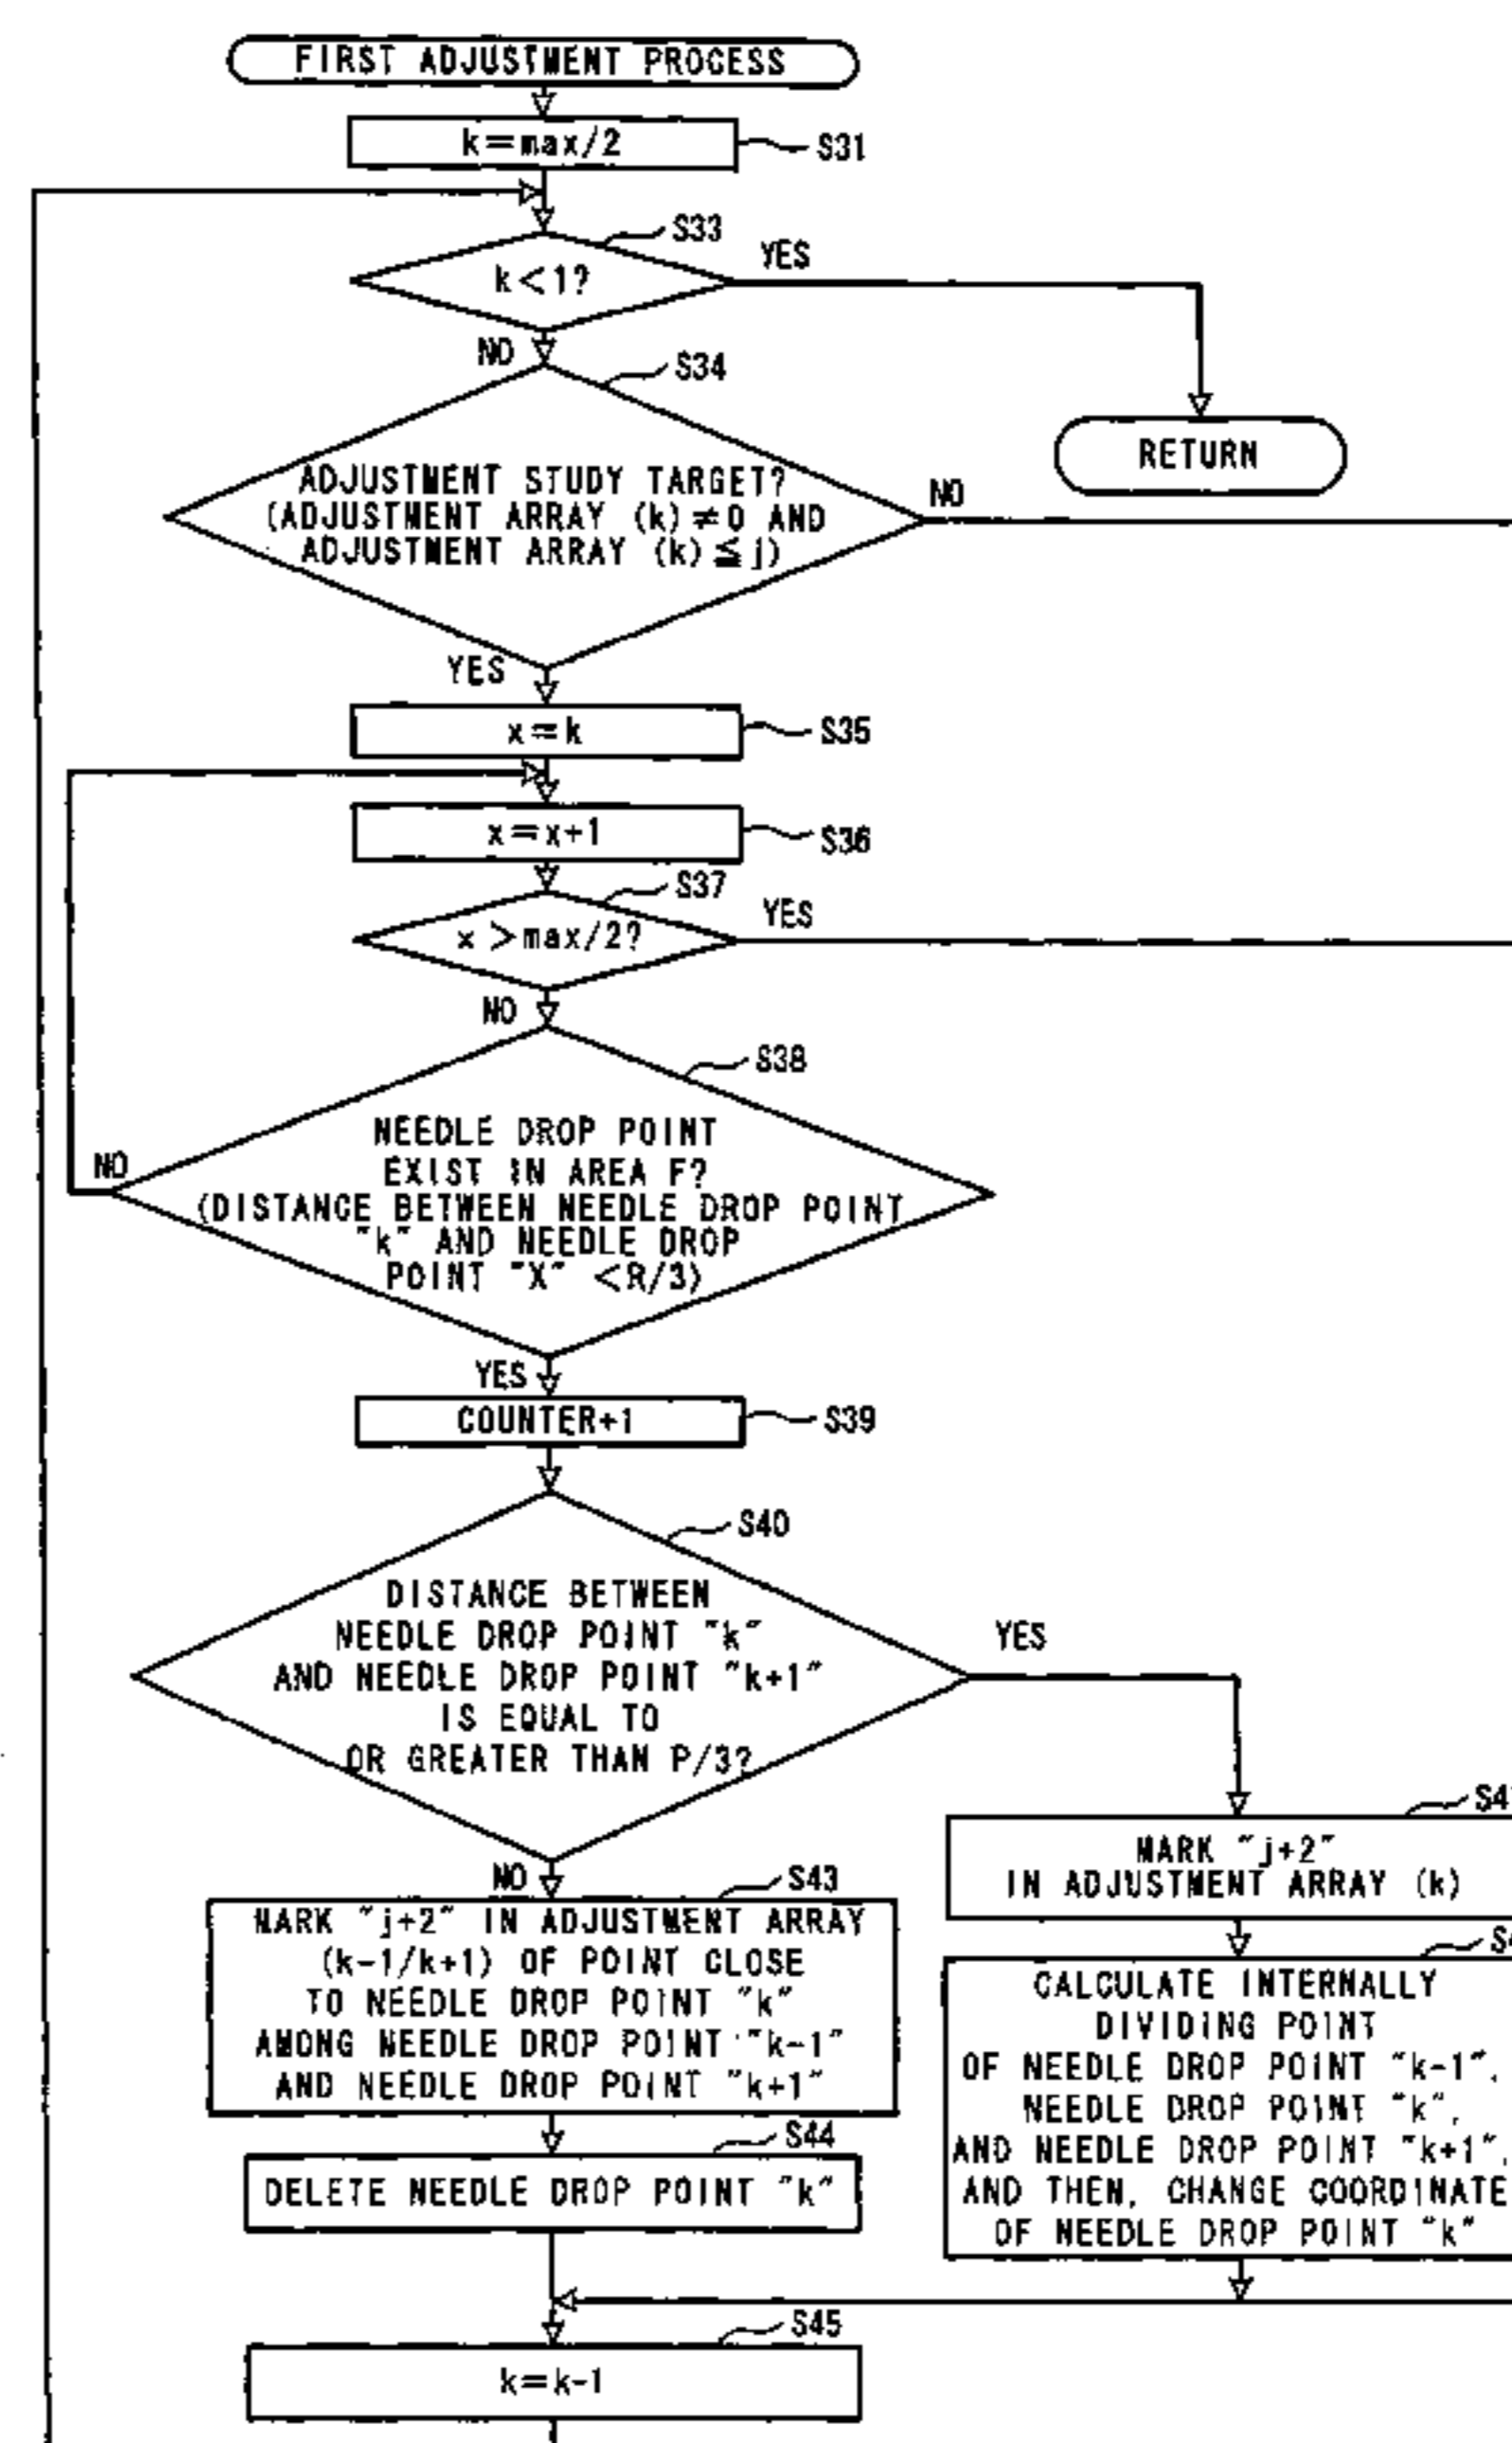 FIRST ADJUSTMENT PROCESS
k=max/2
S31
S33
k<1?
YES
NO
S34
RETURN
ADJUSTMENT STUDY TARGET?
(ADJUSTMENT ARRAY (k)≠0 AND
ADJUSTMENT ARRAY (k)≦j)
NO
YES
x=k
S35
x=x+1
S36
S37
x>max/2?
YES
NO
S38
NEEDLE DROP POINT
EXIST IN AREA F?
(DISTANCE BETWEEN NEEDLE DROP POINT
"k" AND NEEDLE DROP
POINT "X" <R/3)
NO
YES
COUNTER+1
S39
S40
DISTANCE BETWEEN
NEEDLE DROP POINT "k"
AND NEEDLE DROP POINT "k+1"
IS EQUAL TO
OR GREATER THAN P/3?
YES
NO
MARK "j+2"
IN ADJUSTMENT ARRAY (k)
S43
MARK "j+2" IN ADJUSTMENT ARRAY
(k-1/k+1) OF POINT CLOSE
TO NEEDLE DROP POINT "k"
AMONG NEEDLE DROP POINT "k-1"
AND NEEDLE DROP POINT "k+1"
CALCULATE INTERNALLY
DIVIDING POINT
OF NEEDLE DROP POINT "k-1",
NEEDLE DROP POINT "k",
AND NEEDLE DROP POINT "k+1",
AND THEN, CHANGE COORDINATE
OF NEEDLE DROP POINT "k"
S44
DELETE NEEDLE DROP POINT "k"
S45
k=k-1